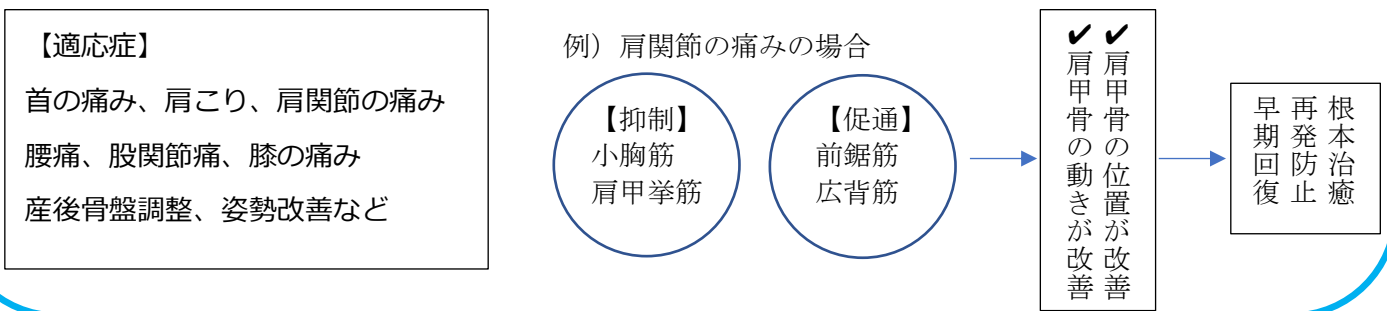 【適応症】
首の痛み、肩こり、肩関節の痛み
腰痛、股関節痛、膝の痛み
産後骨盤調整、姿勢改善など
例）肩関節の痛みの場合
【抑制】
小胸筋
肩甲挙筋
【促通】
前鋸筋
広背筋
✔肩甲骨の位置が改善
✔肩甲骨の動きが改善
根本治癒
再発防止
早期回復